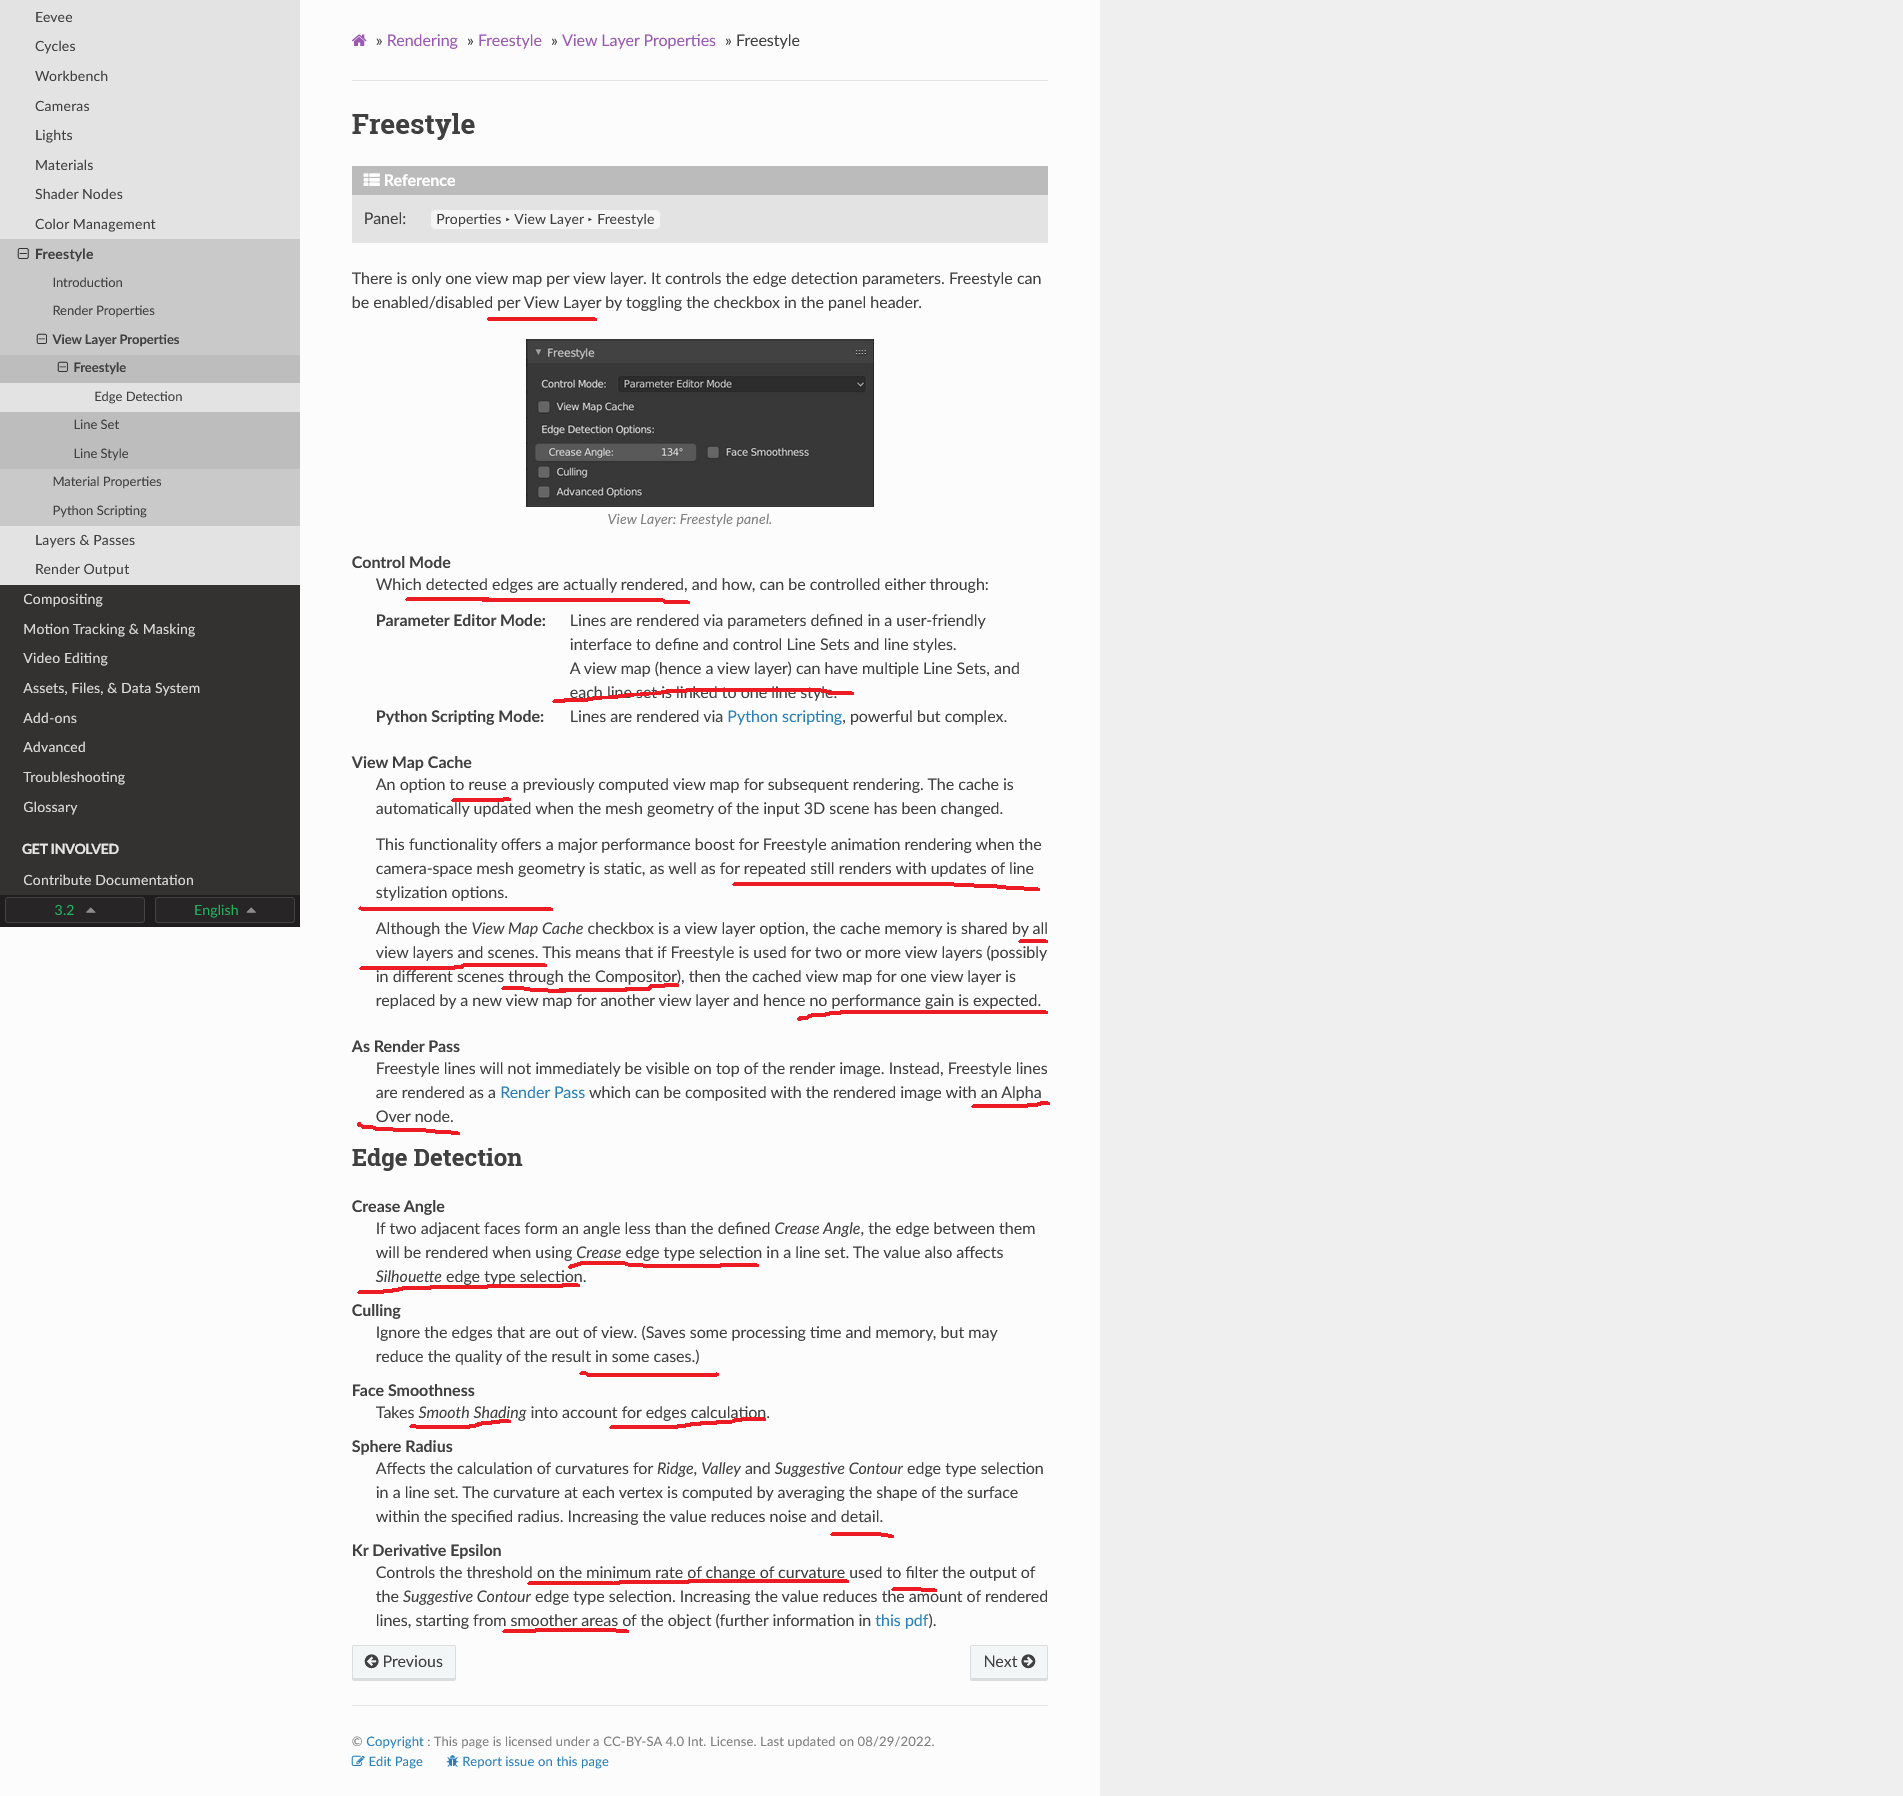 Eevee
Cycles
Workbench
Cameras
Lights
Materials
Shader Nodes
Color Management
Freestyle
Introduction
Render Properties
View Layer Properties
Freestyle
Edge Detection
Line Set
Line Style
Material Properties
Python Scripting
Layers & Passes
Render Output
Compositing
Motion Tracking & Masking
Video Editing
Assets, Files, & Data System
Add-ons
Advanced
Troubleshooting
Glossary
GET INVOLVED
Contribute Documentation
3.2 English
» Rendering » Freestyle » View Layer Properties » Freestyle
Freestyle
Reference
Panel: Properties ‣ View Layer ‣ Freestyle
There is only one view map per view layer. It controls the edge detection parameters. Freestyle can
be enabled/disabled per View Layer by toggling the checkbox in the panel header.
Freestyle
Control Mode: Parameter Editor Mode
View Map Cache
Edge Detection Options:
Crease Angle: 134° Face Smoothness
Culling
Advanced Options
View Layer: Freestyle panel.
Control Mode
Which detected edges are actually rendered, and how, can be controlled either through:
Parameter Editor Mode: Lines are rendered via parameters defined in a user-friendly
interface to define and control Line Sets and line styles.
A view map (hence a view layer) can have multiple Line Sets, and
each line set is linked to one line style.
Python Scripting Mode: Lines are rendered via Python scripting, powerful but complex.
View Map Cache
An option to reuse a previously computed view map for subsequent rendering. The cache is
automatically updated when the mesh geometry of the input 3D scene has been changed.
This functionality offers a major performance boost for Freestyle animation rendering when the
camera-space mesh geometry is static, as well as for repeated still renders with updates of line
stylization options.
Although the View Map Cache checkbox is a view layer option, the cache memory is shared by all
view layers and scenes. This means that if Freestyle is used for two or more view layers (possibly
in different scenes through the Compositor), then the cached view map for one view layer is
replaced by a new view map for another view layer and hence no performance gain is expected.
As Render Pass
Freestyle lines will not immediately be visible on top of the render image. Instead, Freestyle lines
are rendered as a Render Pass which can be composited with the rendered image with an Alpha
Over node.
Edge Detection
Crease Angle
If two adjacent faces form an angle less than the defined Crease Angle, the edge between them
will be rendered when using Crease edge type selection in a line set. The value also affects
Silhouette edge type selection.
Culling
Ignore the edges that are out of view. (Saves some processing time and memory, but may
reduce the quality of the result in some cases.)
Face Smoothness
Takes Smooth Shading into account for edges calculation.
Sphere Radius
Affects the calculation of curvatures for Ridge, Valley and Suggestive Contour edge type selection
in a line set. The curvature at each vertex is computed by averaging the shape of the surface
within the specified radius. Increasing the value reduces noise and detail.
Kr Derivative Epsilon
Controls the threshold on the minimum rate of change of curvature used to filter the output of
the Suggestive Contour edge type selection. Increasing the value reduces the amount of rendered
lines, starting from smoother areas of the object (further information in this pdf).
Previous Next
© Copyright : This page is licensed under a CC-BY-SA 4.0 Int. License. Last updated on 08/29/2022.
Edit Page Report issue on this page